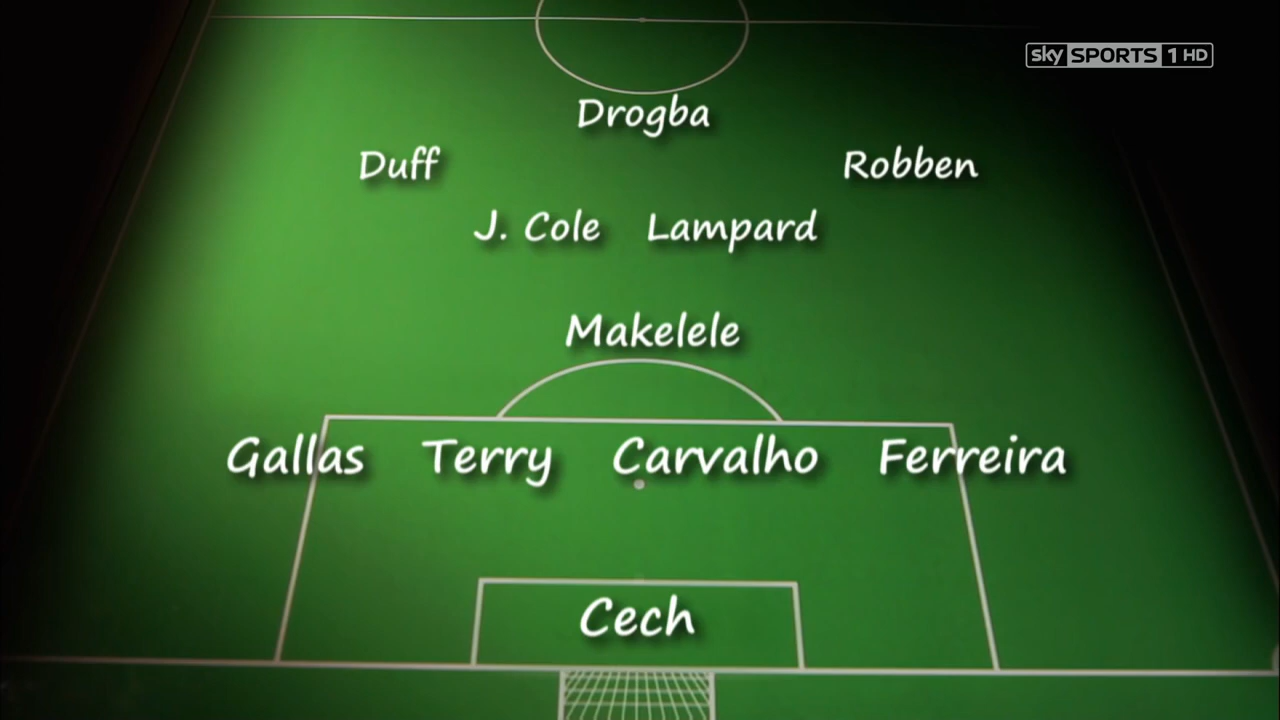 sky SPORTS 1 HD
Drogba
Duff Robben
J. Cole Lampard
Makelele
Gallas Terry Carvalho Ferreira
Cech